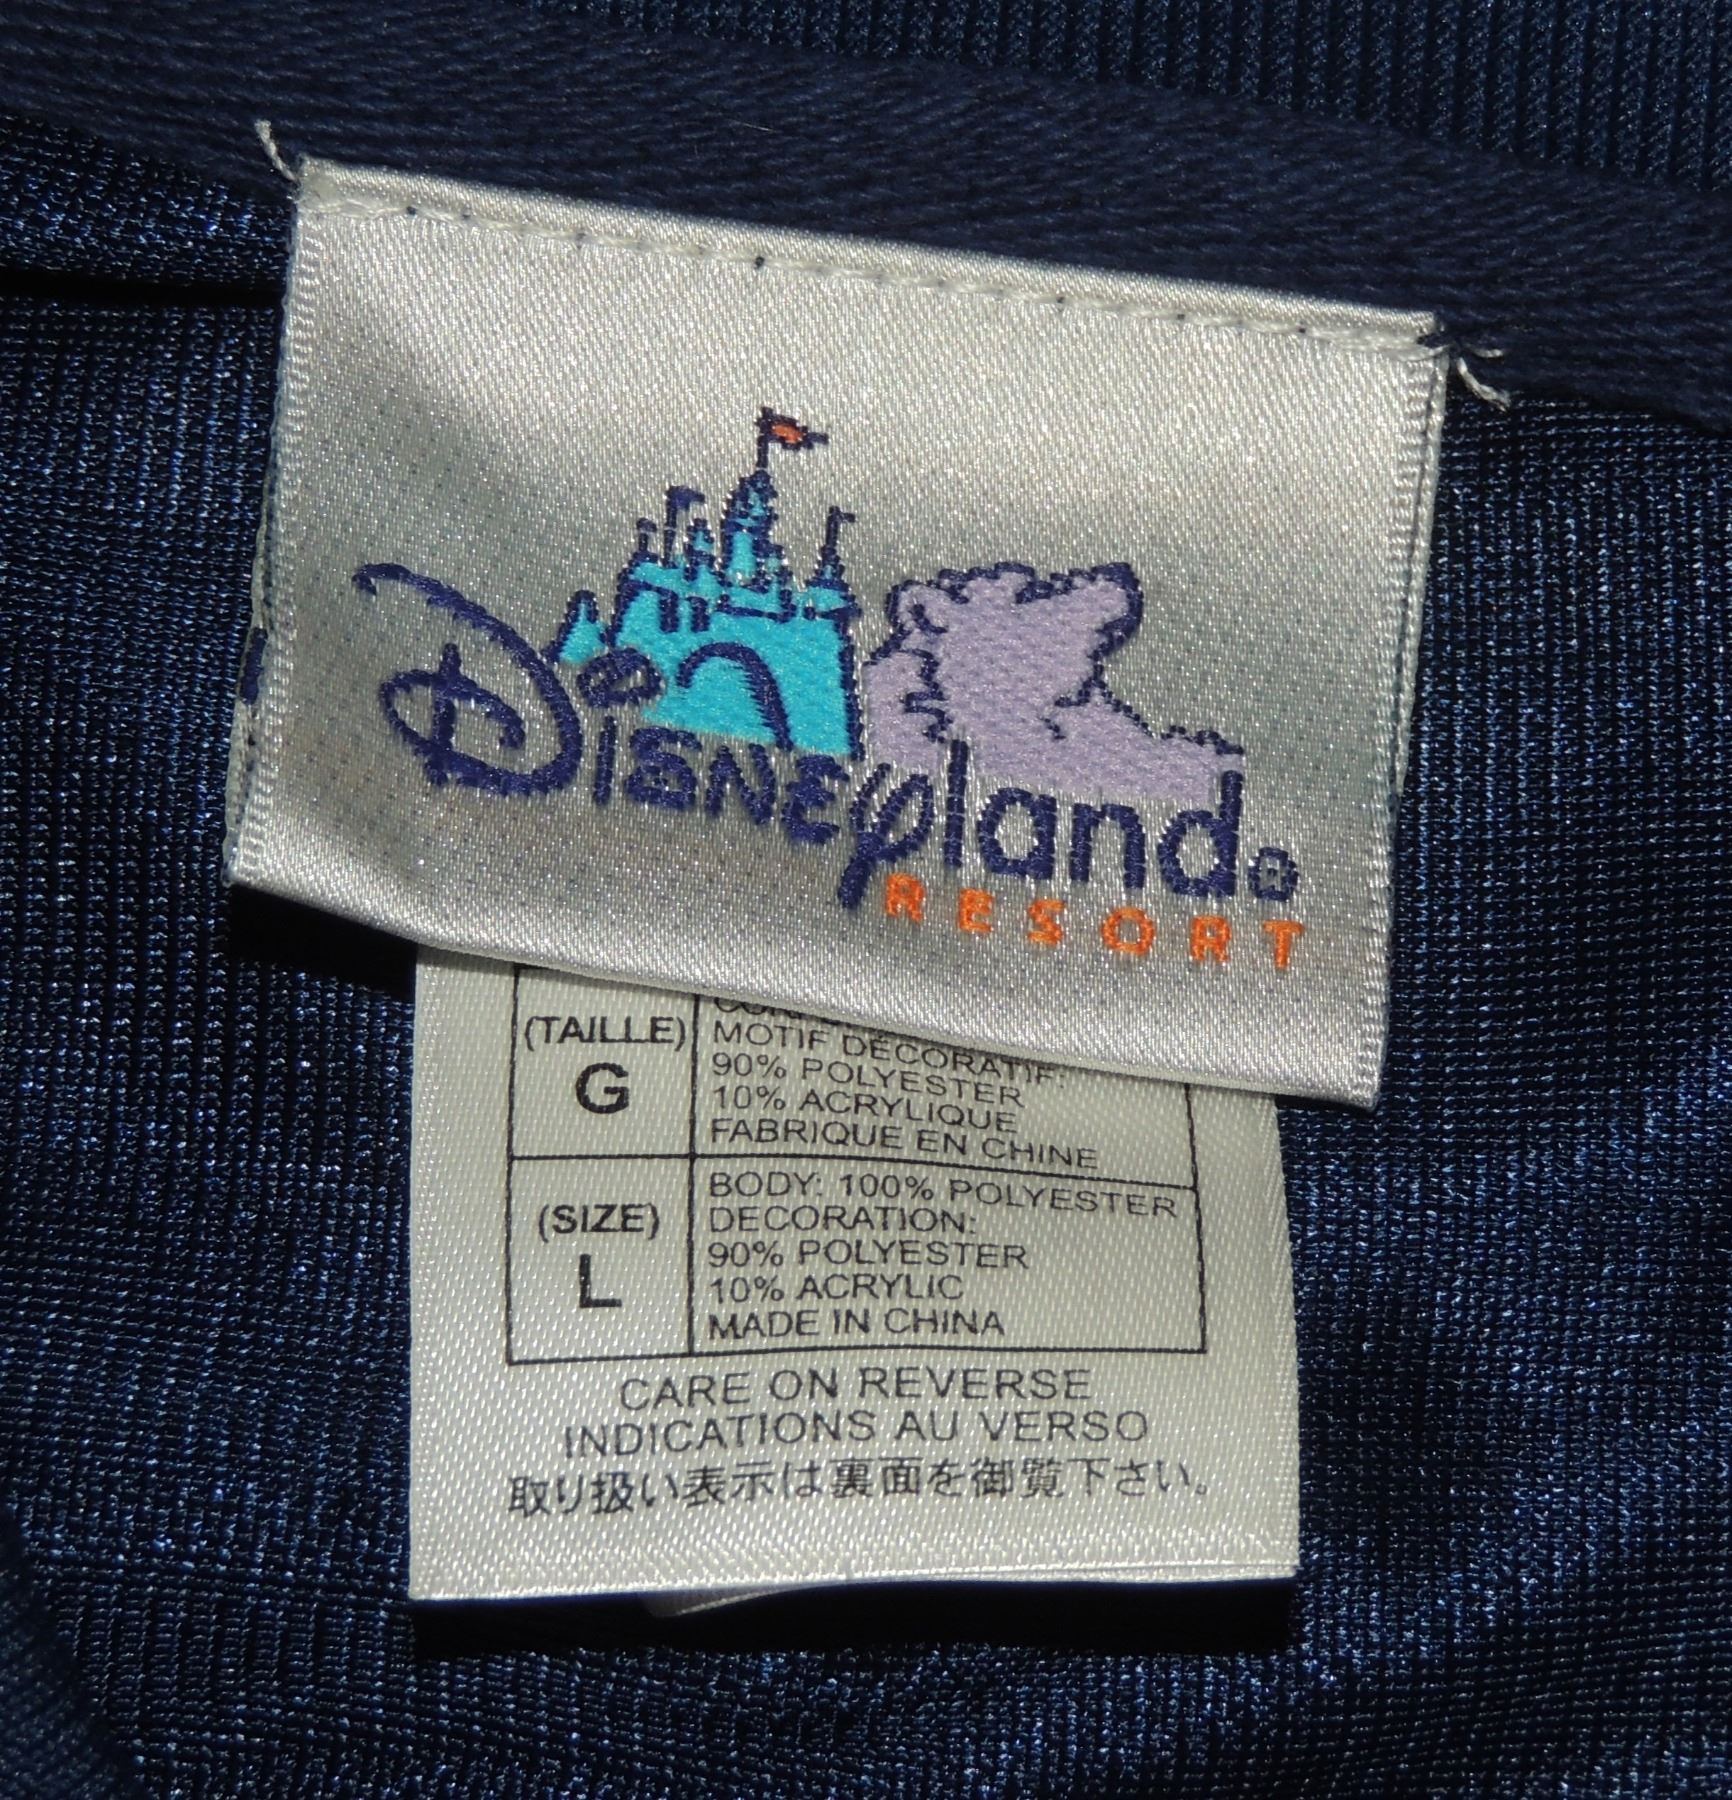 DISNEYland®
RESORT
(TAILLE)
G
MOTIF DÉCORATIF:
90% POLYESTER
10% ACRYLIQUE
FABRIQUE EN CHINE
(SIZE)
L
BODY: 100% POLYESTER
DECORATION:
90% POLYESTER
10% ACRYLIC
MADE IN CHINA
CARE ON REVERSE
INDICATIONS AU VERSO
取り扱い表示は裏面を御覧下さい。